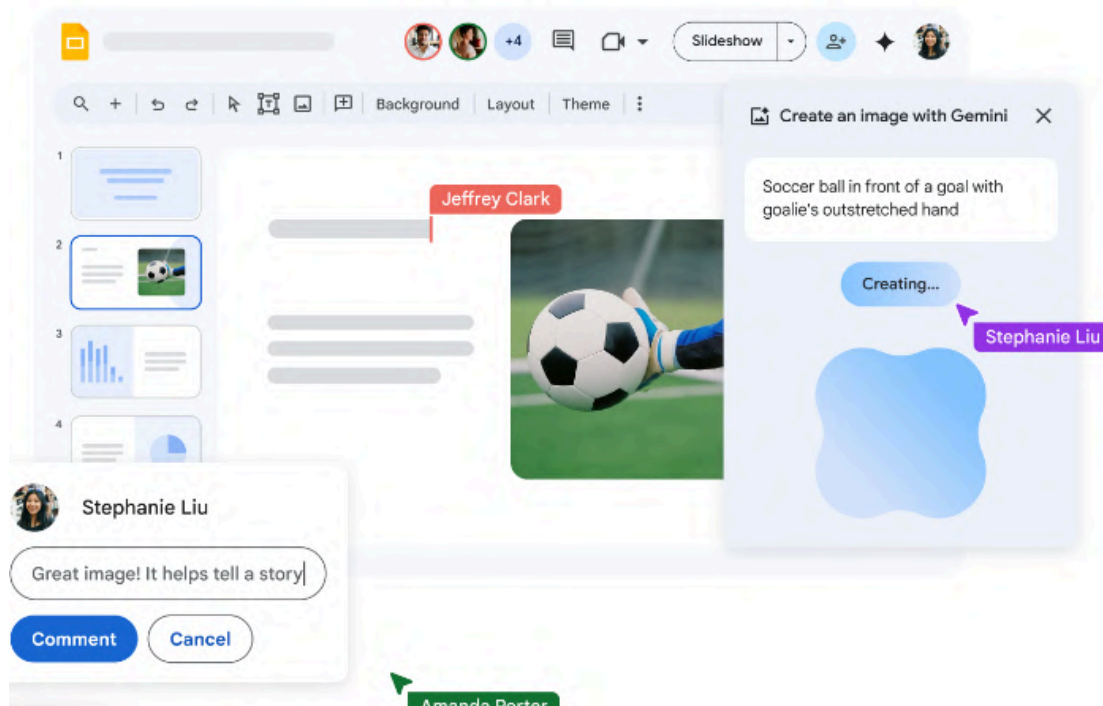 +4
Slideshow
Background
Layout
Theme
Create an image with Gemini
Soccer ball in front of a goal with
goalie's outstretched hand
Creating...
Stephanie Liu
1
Jeffrey Clark
2
3
4
Stephanie Liu
Great image! It helps tell a story
Comment
Cancel
Amanda Porter